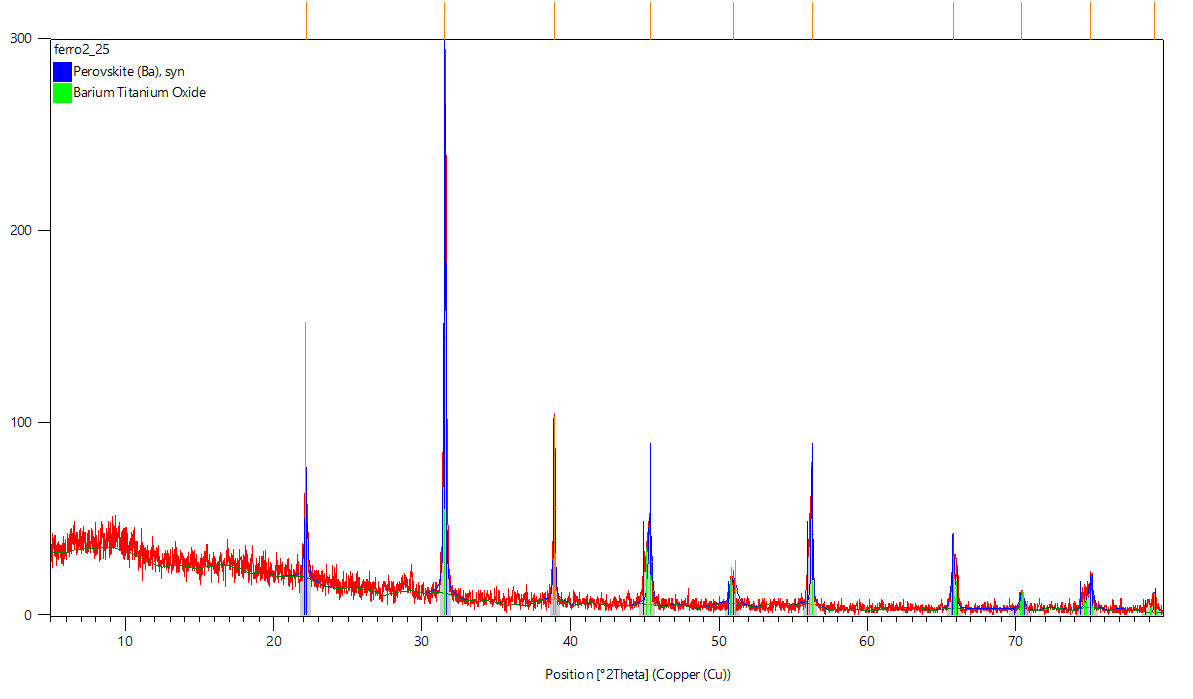 300
ferro2_25
Perovskite (Ba), syn
Barium Titanium Oxide
200
100
0
10 20 30 40 50 60 70
Position [°2Theta] (Copper (Cu))